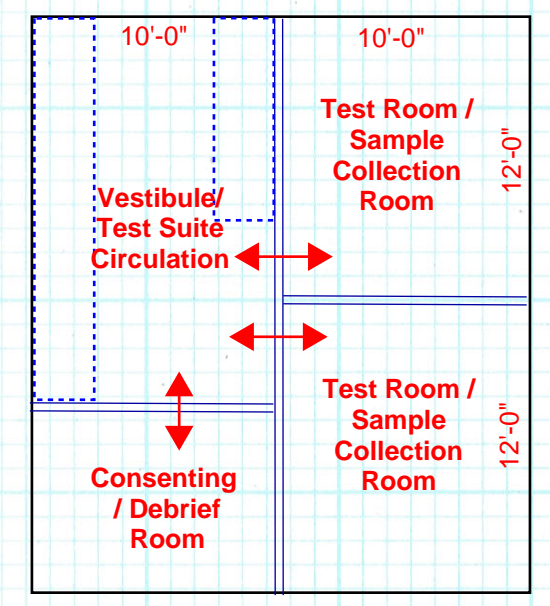 10'-0"
10'-0"
Test Room /
Sample
Collection
Room
12'-0"
Vestibule/
Test Suite
Circulation
Test Room /
Sample
Collection
Room
12'-0"
Consenting
/ Debrief
Room